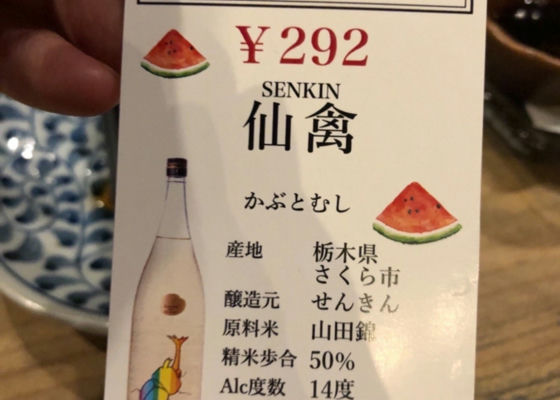 ¥292
SENKIN
仙禽
かぶとむし
産地 栃木県
さくら市
醸造元 せんきん
原料米 山田錦
精米歩合 50%
Alc度数 14度